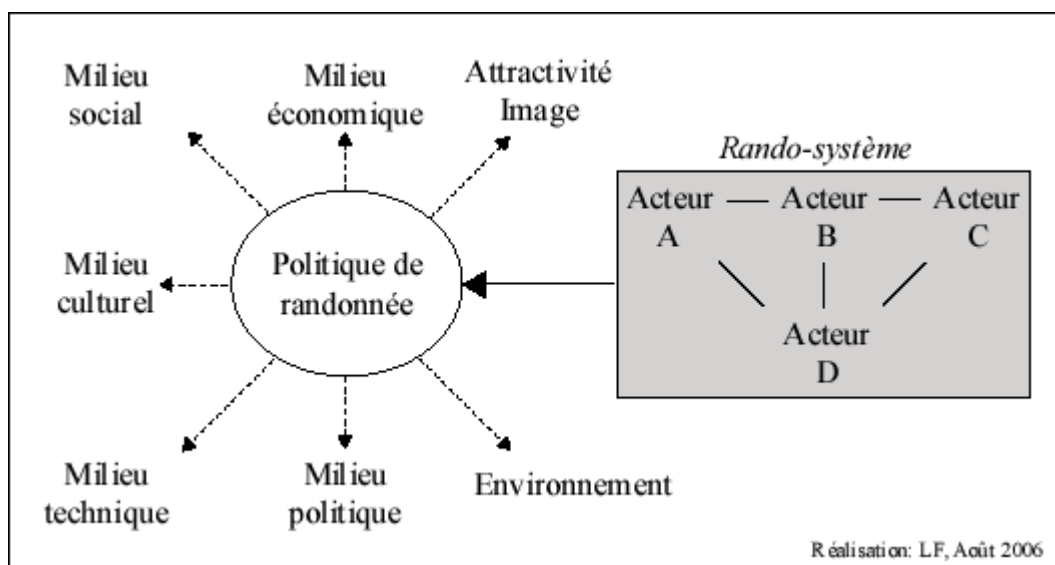 Milieu
social
Milieu
économique
Attractivité
Image
Rando-système
Acteur
A
Acteur
B
Acteur
C
Acteur
D
Milieu
culturel
Politique de
randonnée
Milieu
technique
Milieu
politique
Environnement
Réalisation: LF, Août 2006